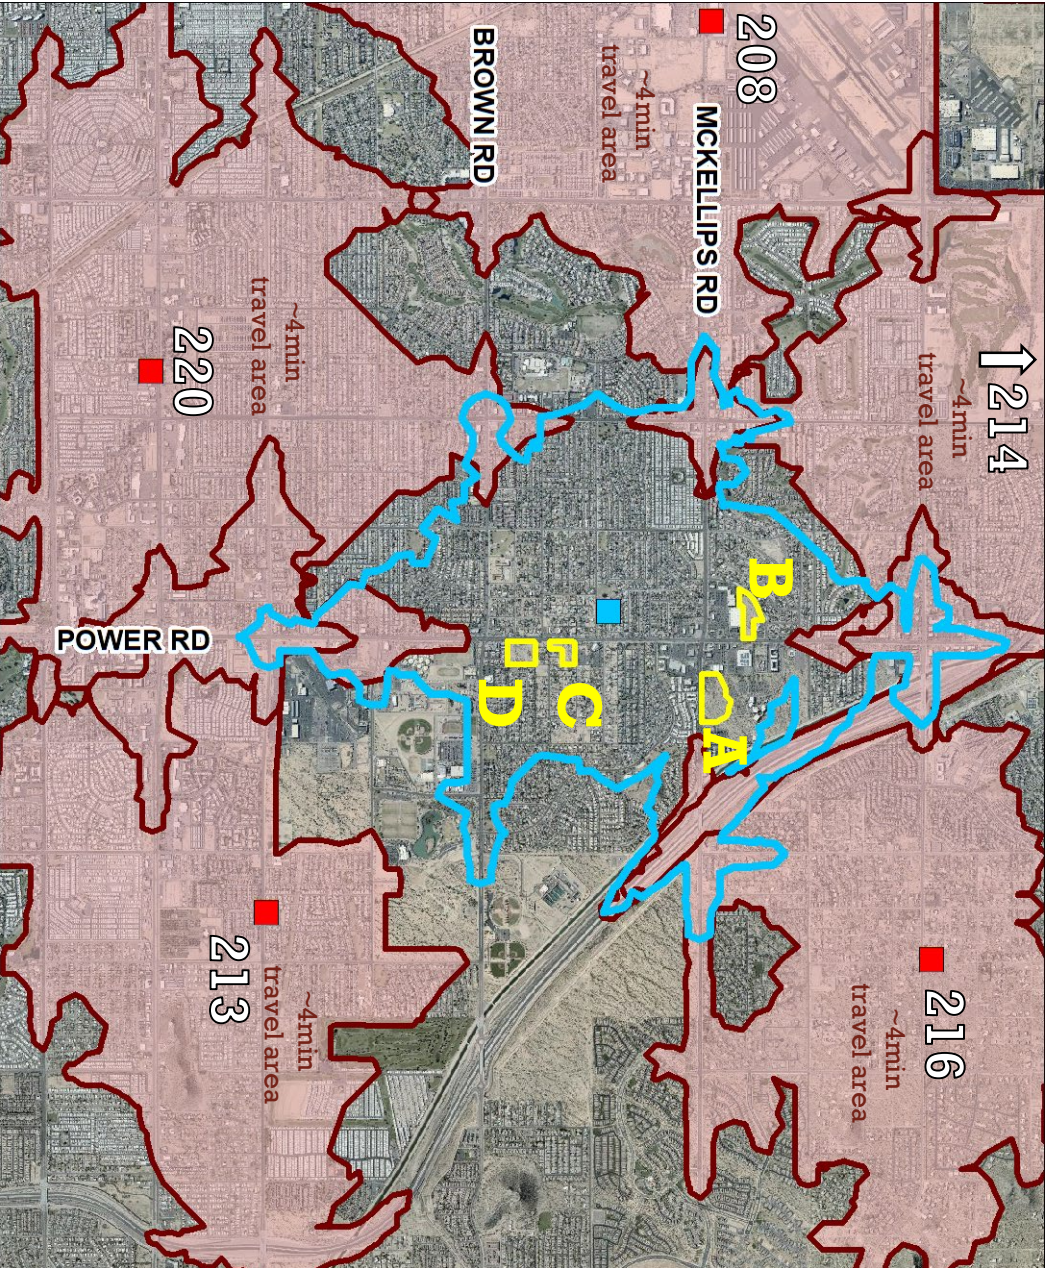 214
~4min
travel area
208
~4min
travel area
MCKELLIPS RD
BROWN RD
216
~4min
travel area
B
A
C
D
220
~4min
travel area
POWER RD
213
~4min
travel area